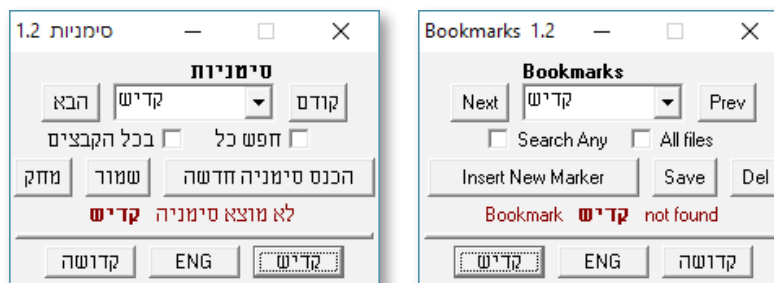 סימניות 1.2
סימניות
קודם קדיש הבא
חפש כל בכל הקבצים
הכנס סימניה חדשה שמור מחק
לא מוצא סימניה קדיש
קדיש ENG קדושה
Bookmarks 1.2
Bookmarks
Next קדיש Prev
Search Any All files
Insert New Marker Save Del
Bookmark קדיש not found
קדיש ENG קדושה